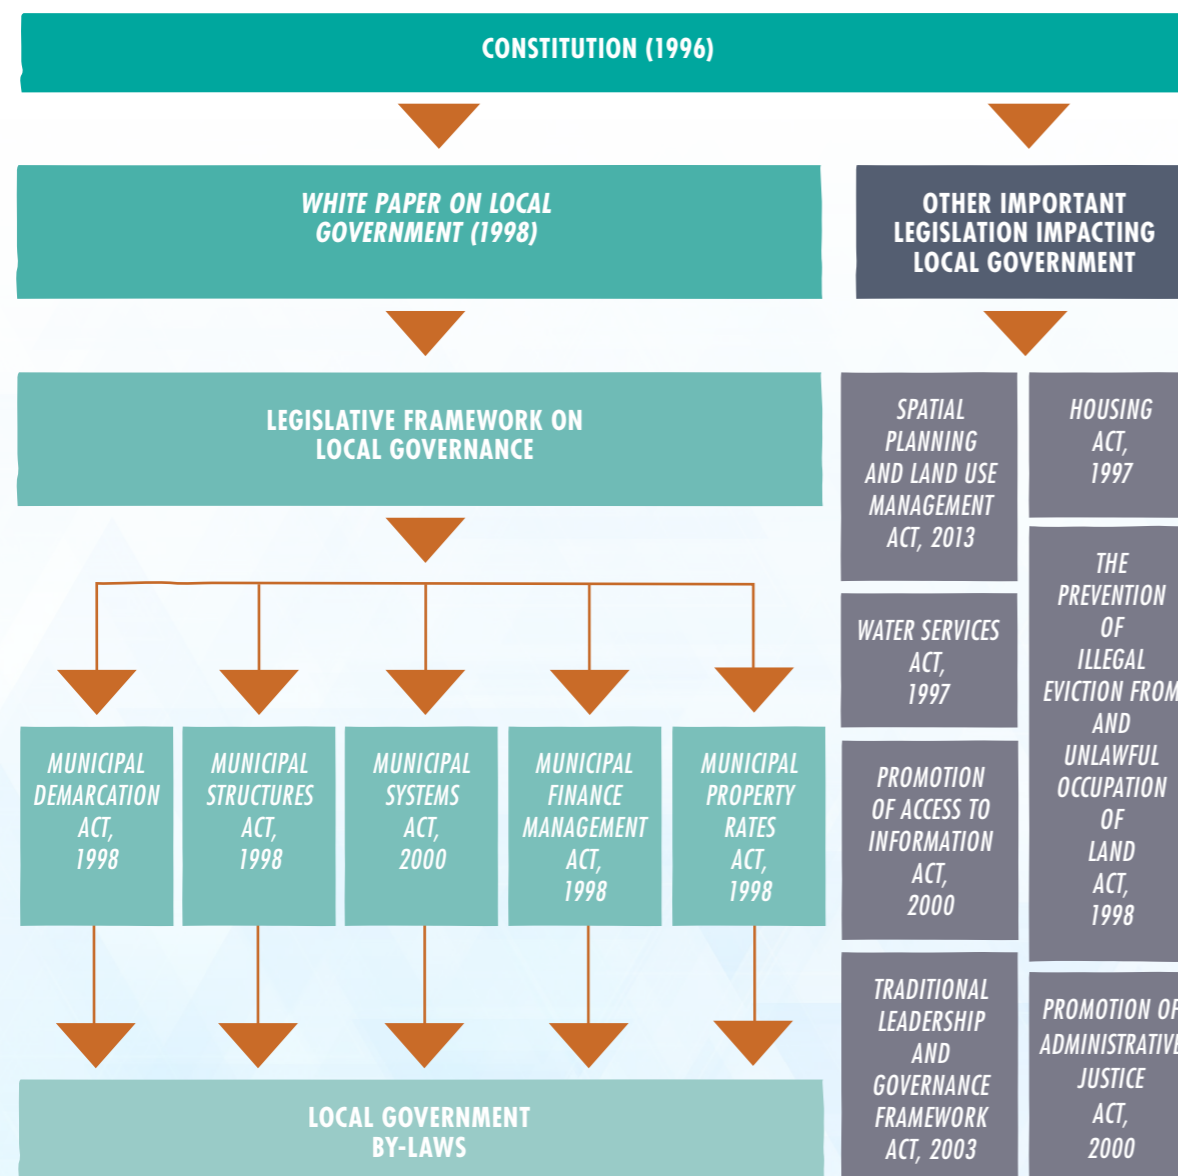 CONSTITUTION (1996)
WHITE PAPER ON LOCAL
GOVERNMENT (1998)
OTHER IMPORTANT
LEGISLATION IMPACTING
LOCAL GOVERNMENT
LEGISLATIVE FRAMEWORK ON
LOCAL GOVERNANCE
MUNICIPAL
DEMARCATION
ACT,
1998
MUNICIPAL
STRUCTURES
ACT,
1998
MUNICIPAL
SYSTEMS
ACT,
2000
MUNICIPAL
FINANCE
MANAGEMENT
ACT,
1998
MUNICIPAL
PROPERTY
RATES
ACT,
1998
LOCAL GOVERNMENT
BY-LAWS
SPATIAL
PLANNING
AND LAND USE
MANAGEMENT
ACT, 2013
WATER SERVICES
ACT,
1997
PROMOTION
OF ACCESS TO
INFORMATION
ACT,
2000
TRADITIONAL
LEADERSHIP
AND
GOVERNANCE
FRAMEWORK
ACT, 2003
HOUSING
ACT,
1997
THE
PREVENTION
OF
ILLEGAL
EVICTION FROM
AND
UNLAWFUL
OCCUPATION
OF
LAND
ACT,
1998
PROMOTION OF
ADMINISTRATIVE
JUSTICE
ACT,
2000